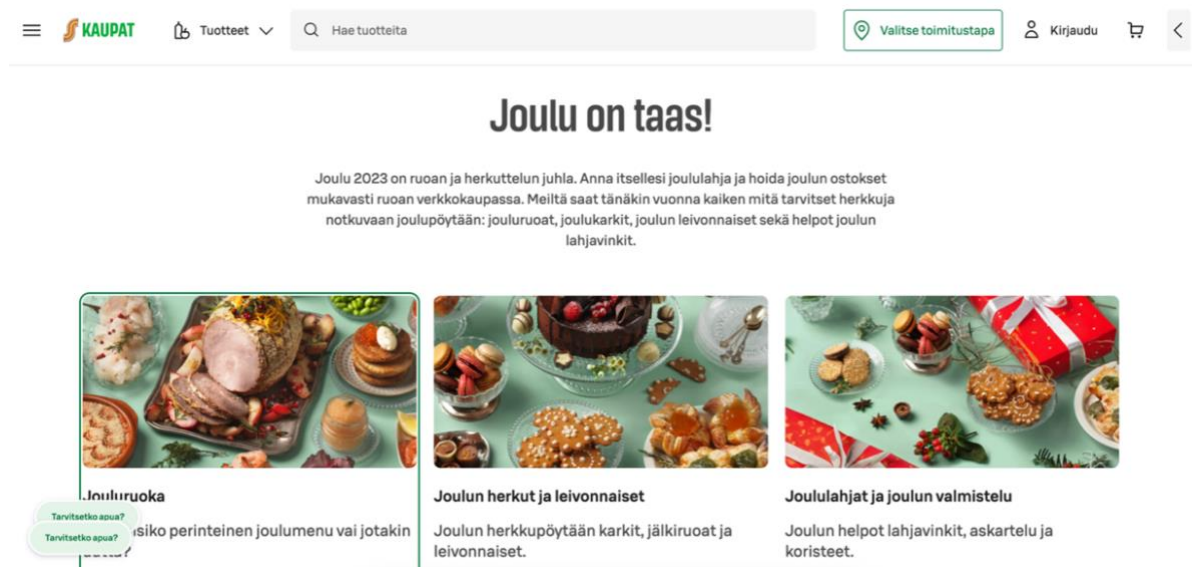 KAUPAT
Tuotteet
Hae tuotteita
Valitse toimitustapa
Kirjaudu
Joulu on taas!
Joulu 2023 on ruoan ja herkuttelun juhla. Anna itsellesi joululahja ja hoida joulun ostokset
mukavasti ruoan verkkokaupassa. Meiltä saat tänäkin vuonna kaiken mitä tarvitset herkkuja
notkuvaan joulupöytään: jouluruoat, joulukarkit, joulun leivonnaiset sekä helpot joulun
lahjavinkit.
Jouluruoka
siko perinteinen joulumenu vai jotakin
Joulun herkut ja leivonnaiset
Joulun herkkupöytään karkit, jälkiruoat ja
leivonnaiset.
Joululahjat ja joulun valmistelu
Joulun helpot lahjavinkit, askartelu ja
koristeet.
Tarvitsetko apua?
Tarvitsetko apua?